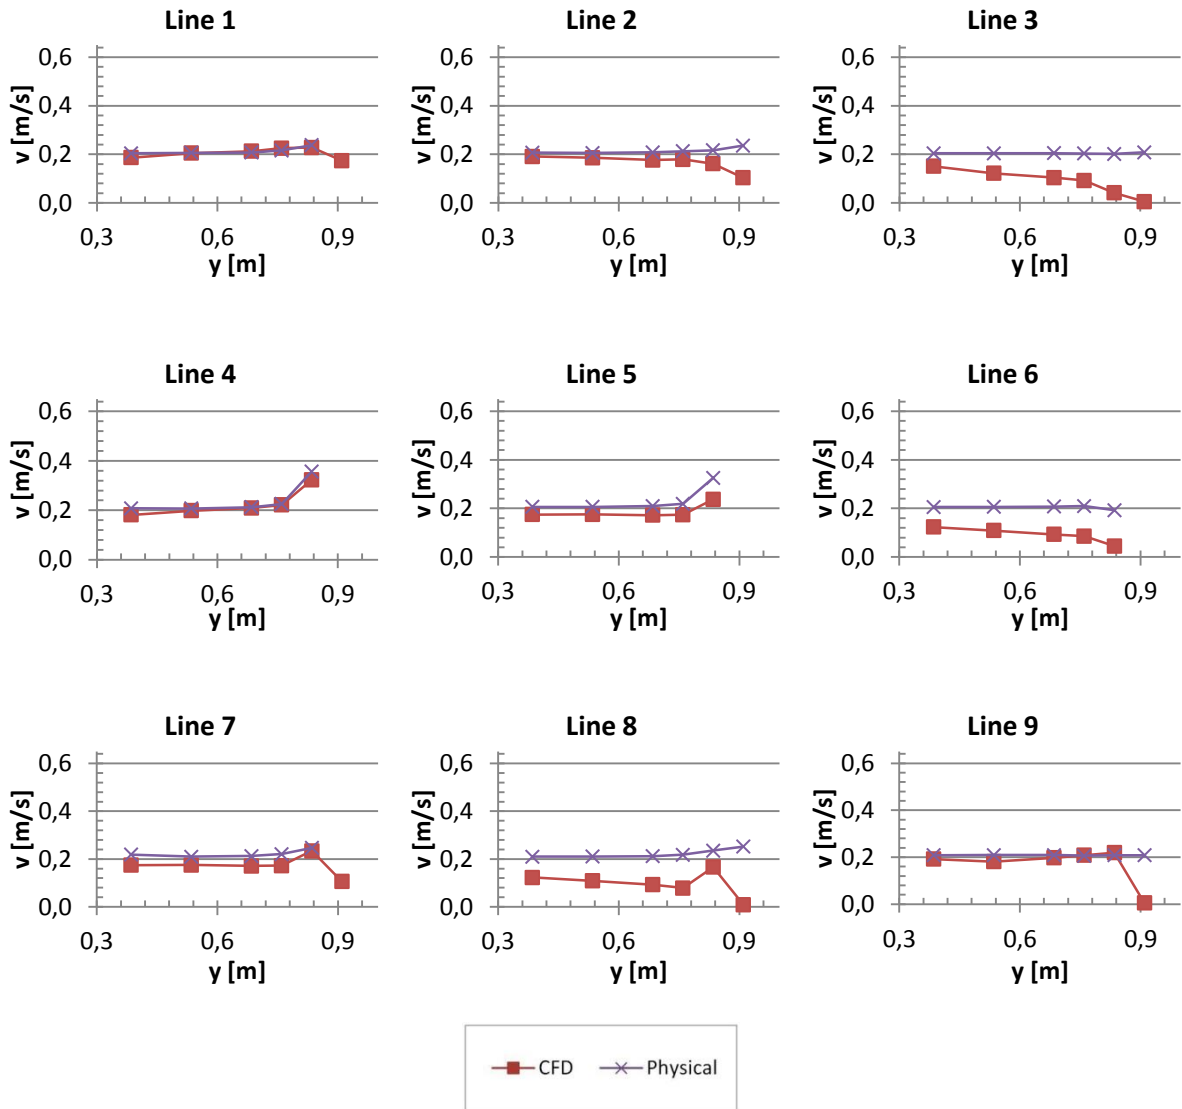 Line 1
Line 2
Line 3
0,6
0,4
0,2
0,0
v [m/s]
0,3
0,6
0,9
y [m]
0,6
0,4
0,2
0,0
v [m/s]
0,3
0,6
0,9
y [m]
0,6
0,4
0,2
0,0
v [m/s]
0,3
0,6
0,9
y [m]
Line 4
Line 5
Line 6
0,6
0,4
0,2
0,0
v [m/s]
0,3
0,6
0,9
y [m]
0,6
0,4
0,2
0,0
v [m/s]
0,3
0,6
0,9
y [m]
0,6
0,4
0,2
0,0
v [m/s]
0,3
0,6
0,9
y [m]
Line 7
Line 8
Line 9
0,6
0,4
0,2
0,0
v [m/s]
0,3
0,6
0,9
y [m]
0,6
0,4
0,2
0,0
v [m/s]
0,3
0,6
0,9
y [m]
0,6
0,4
0,2
0,0
v [m/s]
0,3
0,6
0,9
y [m]
CFD
Physical